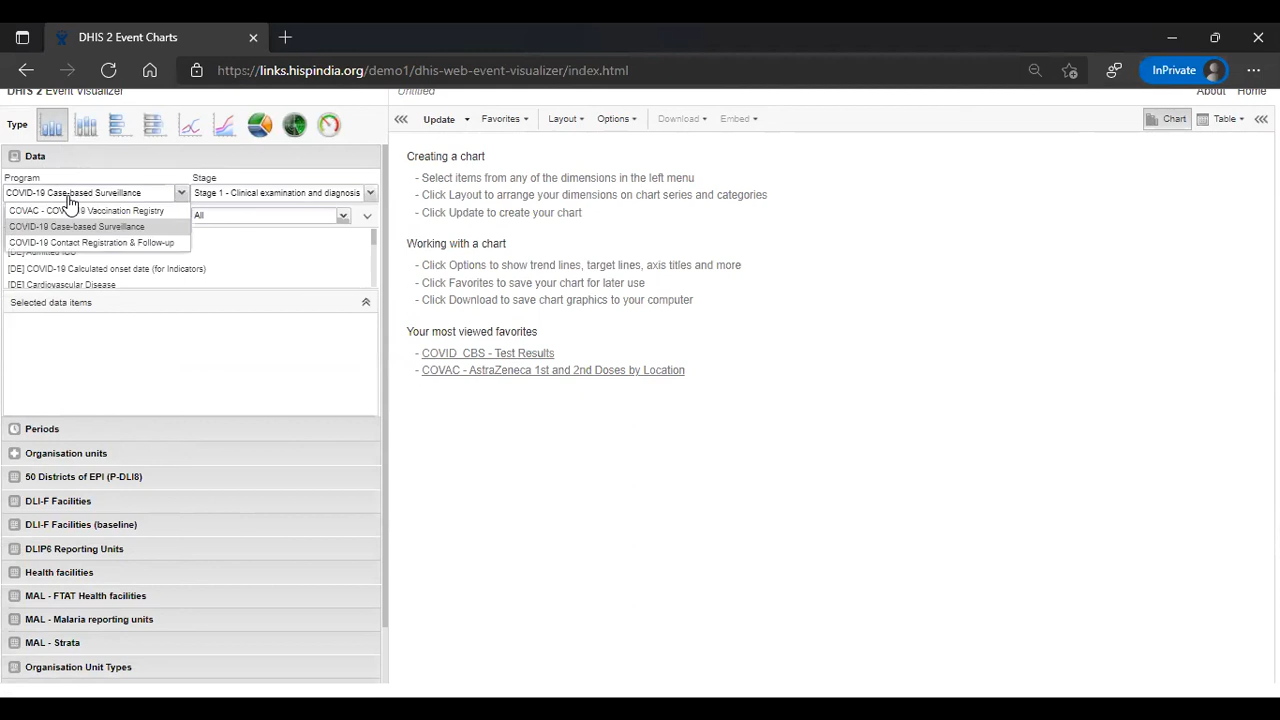 DHIS 2 Event Charts
https://links.hispindia.org/demo1/dhis-web-event-visualizer/index.html
InPrivate
DHIS 2 Event Visualizer
Untitled
About Home
Type
Update Favorites Layout Options Download Embed Chart Table
Data
Program Stage
COVID-19 Case-based Surveillance Stage 1 - Clinical examination and diagnosis
COVAC - COV 9 Vaccination Registry All
COVID-19 Case-based Surveillance
COVID-19 Contact Registration & Follow-up
[DE] Admitted ICU
[DE] COVID-19 Calculated onset date (for Indicators)
[DE] Cardiovascular Disease
Selected data items
Periods
Organisation units
50 Districts of EPI (P-DLI8)
DLI-F Facilities
DLI-F Facilities (baseline)
DLIP6 Reporting Units
Health facilities
MAL - FTAT Health facilities
MAL - Malaria reporting units
MAL - Strata
Organisation Unit Types
Creating a chart
- Select items from any of the dimensions in the left menu
- Click Layout to arrange your dimensions on chart series and categories
- Click Update to create your chart
Working with a chart
- Click Options to show trend lines, target lines, axis titles and more
- Click Favorites to save your chart for later use
- Click Download to save chart graphics to your computer
Your most viewed favorites
- COVID_CBS - Test Results
- COVAC - AstraZeneca 1st and 2nd Doses by Location